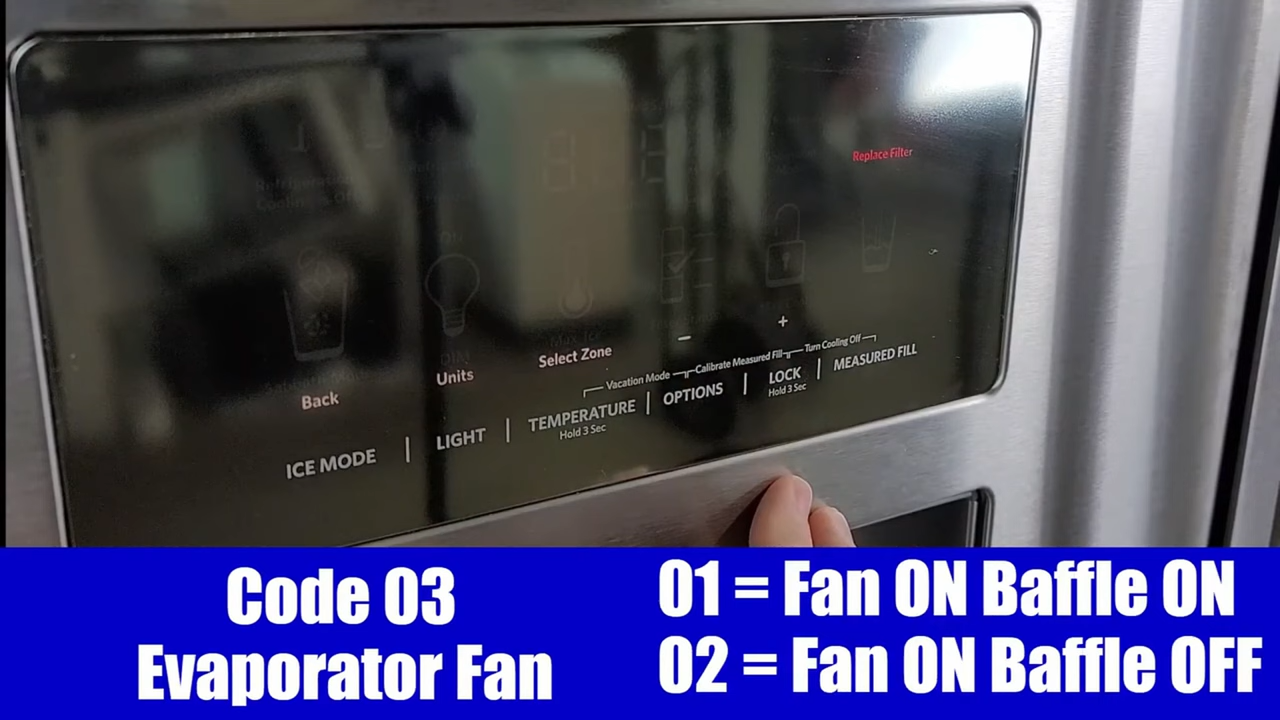 Replace Filter
+
–
Select Zone
Units
Back
Vacation Mode
Calibrate Measured Fill
Turn Cooling Off
ICE MODE | LIGHT | TEMPERATURE | OPTIONS | LOCK | MEASURED FILL
Hold 3 Sec
Hold 3 Sec
Code 03
Evaporator Fan
01 = Fan ON Baffle ON
02 = Fan ON Baffle OFF